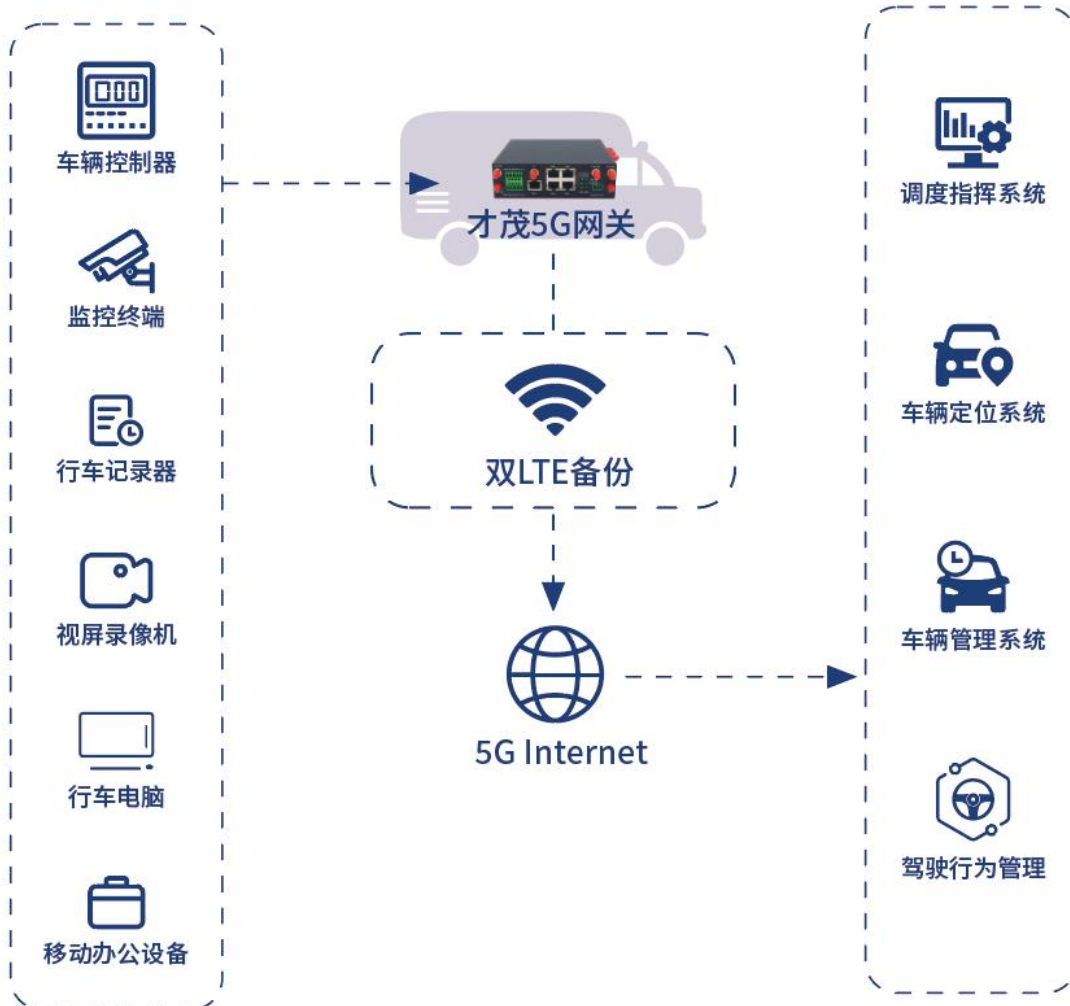 车辆控制器
监控终端
行车记录器
视屏录像机
行车电脑
移动办公设备
才茂5G网关
双LTE备份
5G Internet
调度指挥系统
车辆定位系统
车辆管理系统
驾驶行为管理